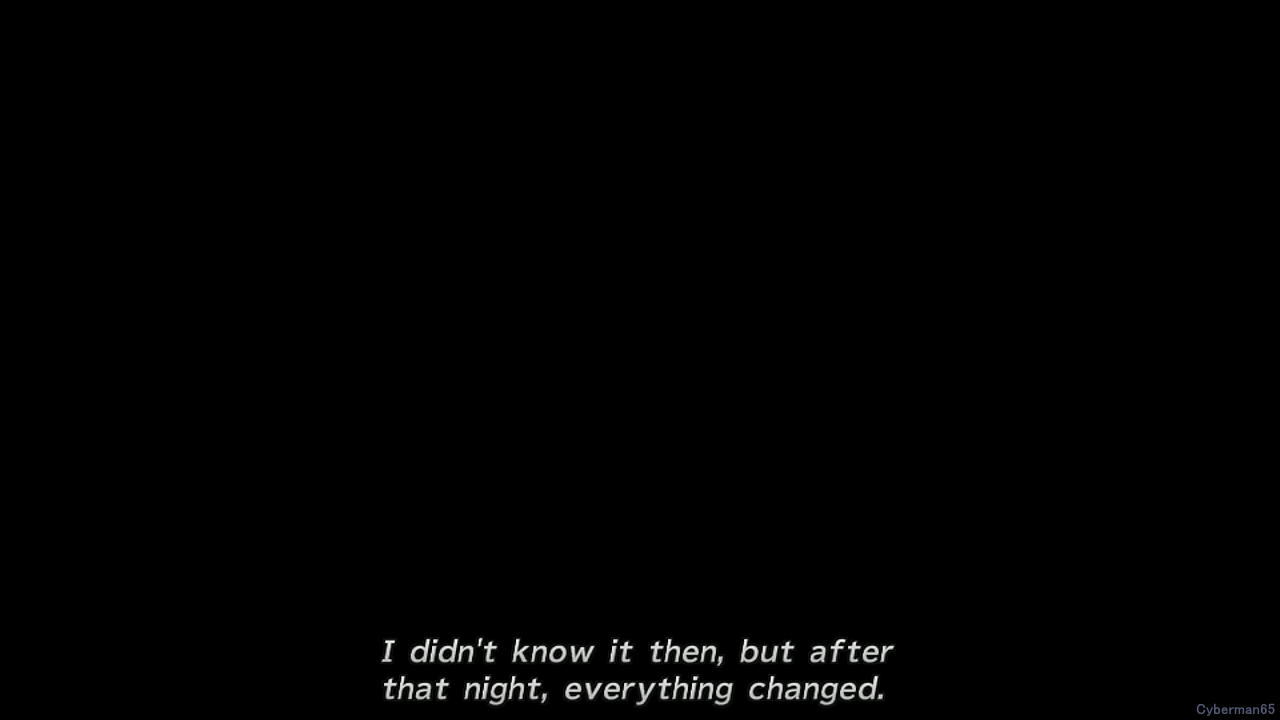 I didn't know it then, but after
that night, everything changed.
Cyberman65